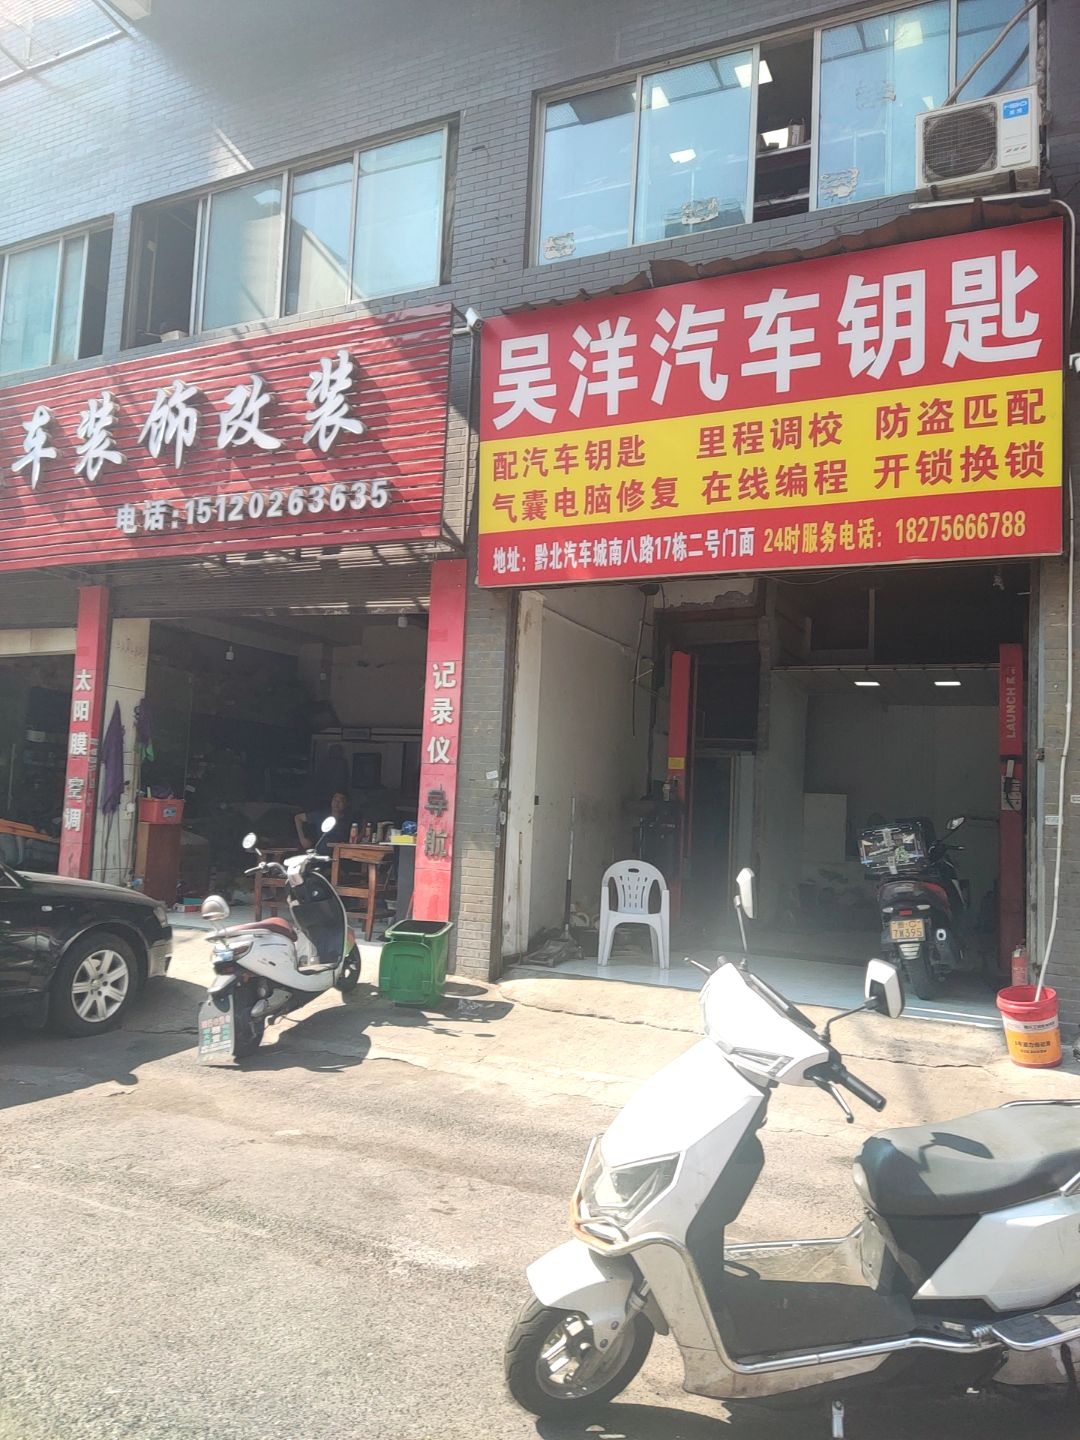 吴洋汽车钥匙
配汽车钥匙 里程调校 防盗匹配
气囊电脑修复 在线编程 开锁换锁
地址：黔北汽车城南八路17栋二号门面 24时服务电话：18275666788
车装饰改装
电话：15120263635
太阳膜 空调
记录仪 导航
LAUNCH
7W395